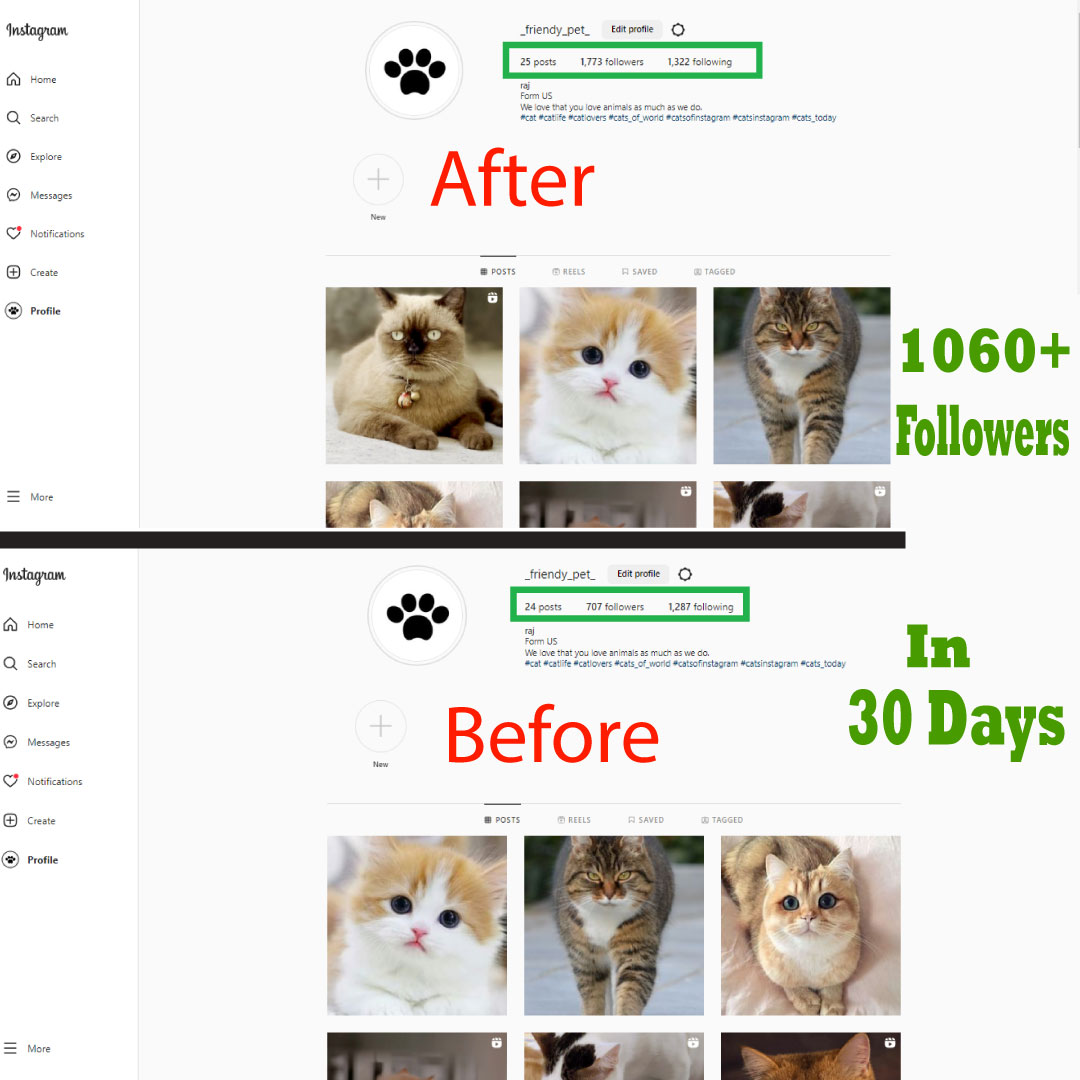 Instagram
Home
Search
Explore
Messages
Notifications
Create
Profile
More
_friendy_pet_ Edit profile
25 posts 1,773 followers 1,322 following
raj
Form US
We love that you love animals as much as we do.
#cat #catlife #catlovers #cats_of_world #catsofinstagram #catsinstagram #cats_today
After
New
POSTS REELS SAVED TAGGED
1060+
Followers
Instagram
Home
Search
Explore
Messages
Notifications
Create
Profile
More
_friendy_pet_ Edit profile
24 posts 707 followers 1,287 following
raj
Form US
We love that you love animals as much as we do.
#cat #catlife #catlovers #cats_of_world #catsofinstagram #catsinstagram #cats_today
Before
New
POSTS REELS SAVED TAGGED
In
30 Days